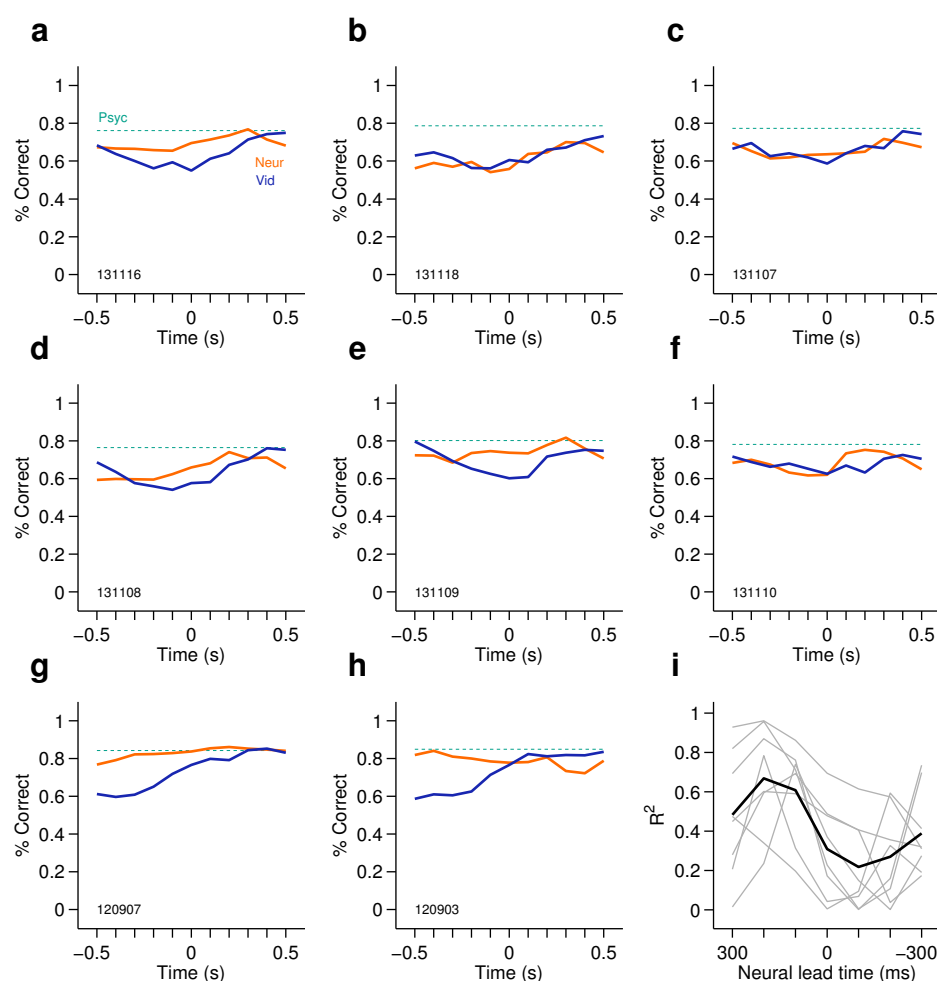 a
1
0.8
0.6
0.4
0.2
0
% Correct
Psyc
Neur
Vid
131116
−0.5
0
0.5
Time (s)
b
1
0.8
0.6
0.4
0.2
0
% Correct
131118
−0.5
0
0.5
Time (s)
c
1
0.8
0.6
0.4
0.2
0
% Correct
131107
−0.5
0
0.5
Time (s)
d
1
0.8
0.6
0.4
0.2
0
% Correct
131108
−0.5
0
0.5
Time (s)
e
1
0.8
0.6
0.4
0.2
0
% Correct
131109
−0.5
0
0.5
Time (s)
f
1
0.8
0.6
0.4
0.2
0
% Correct
131110
−0.5
0
0.5
Time (s)
g
1
0.8
0.6
0.4
0.2
0
% Correct
120907
−0.5
0
0.5
Time (s)
h
1
0.8
0.6
0.4
0.2
0
% Correct
120903
−0.5
0
0.5
Time (s)
i
1
0.8
0.6
0.4
0.2
0
R²
300
0
−300
Neural lead time (ms)